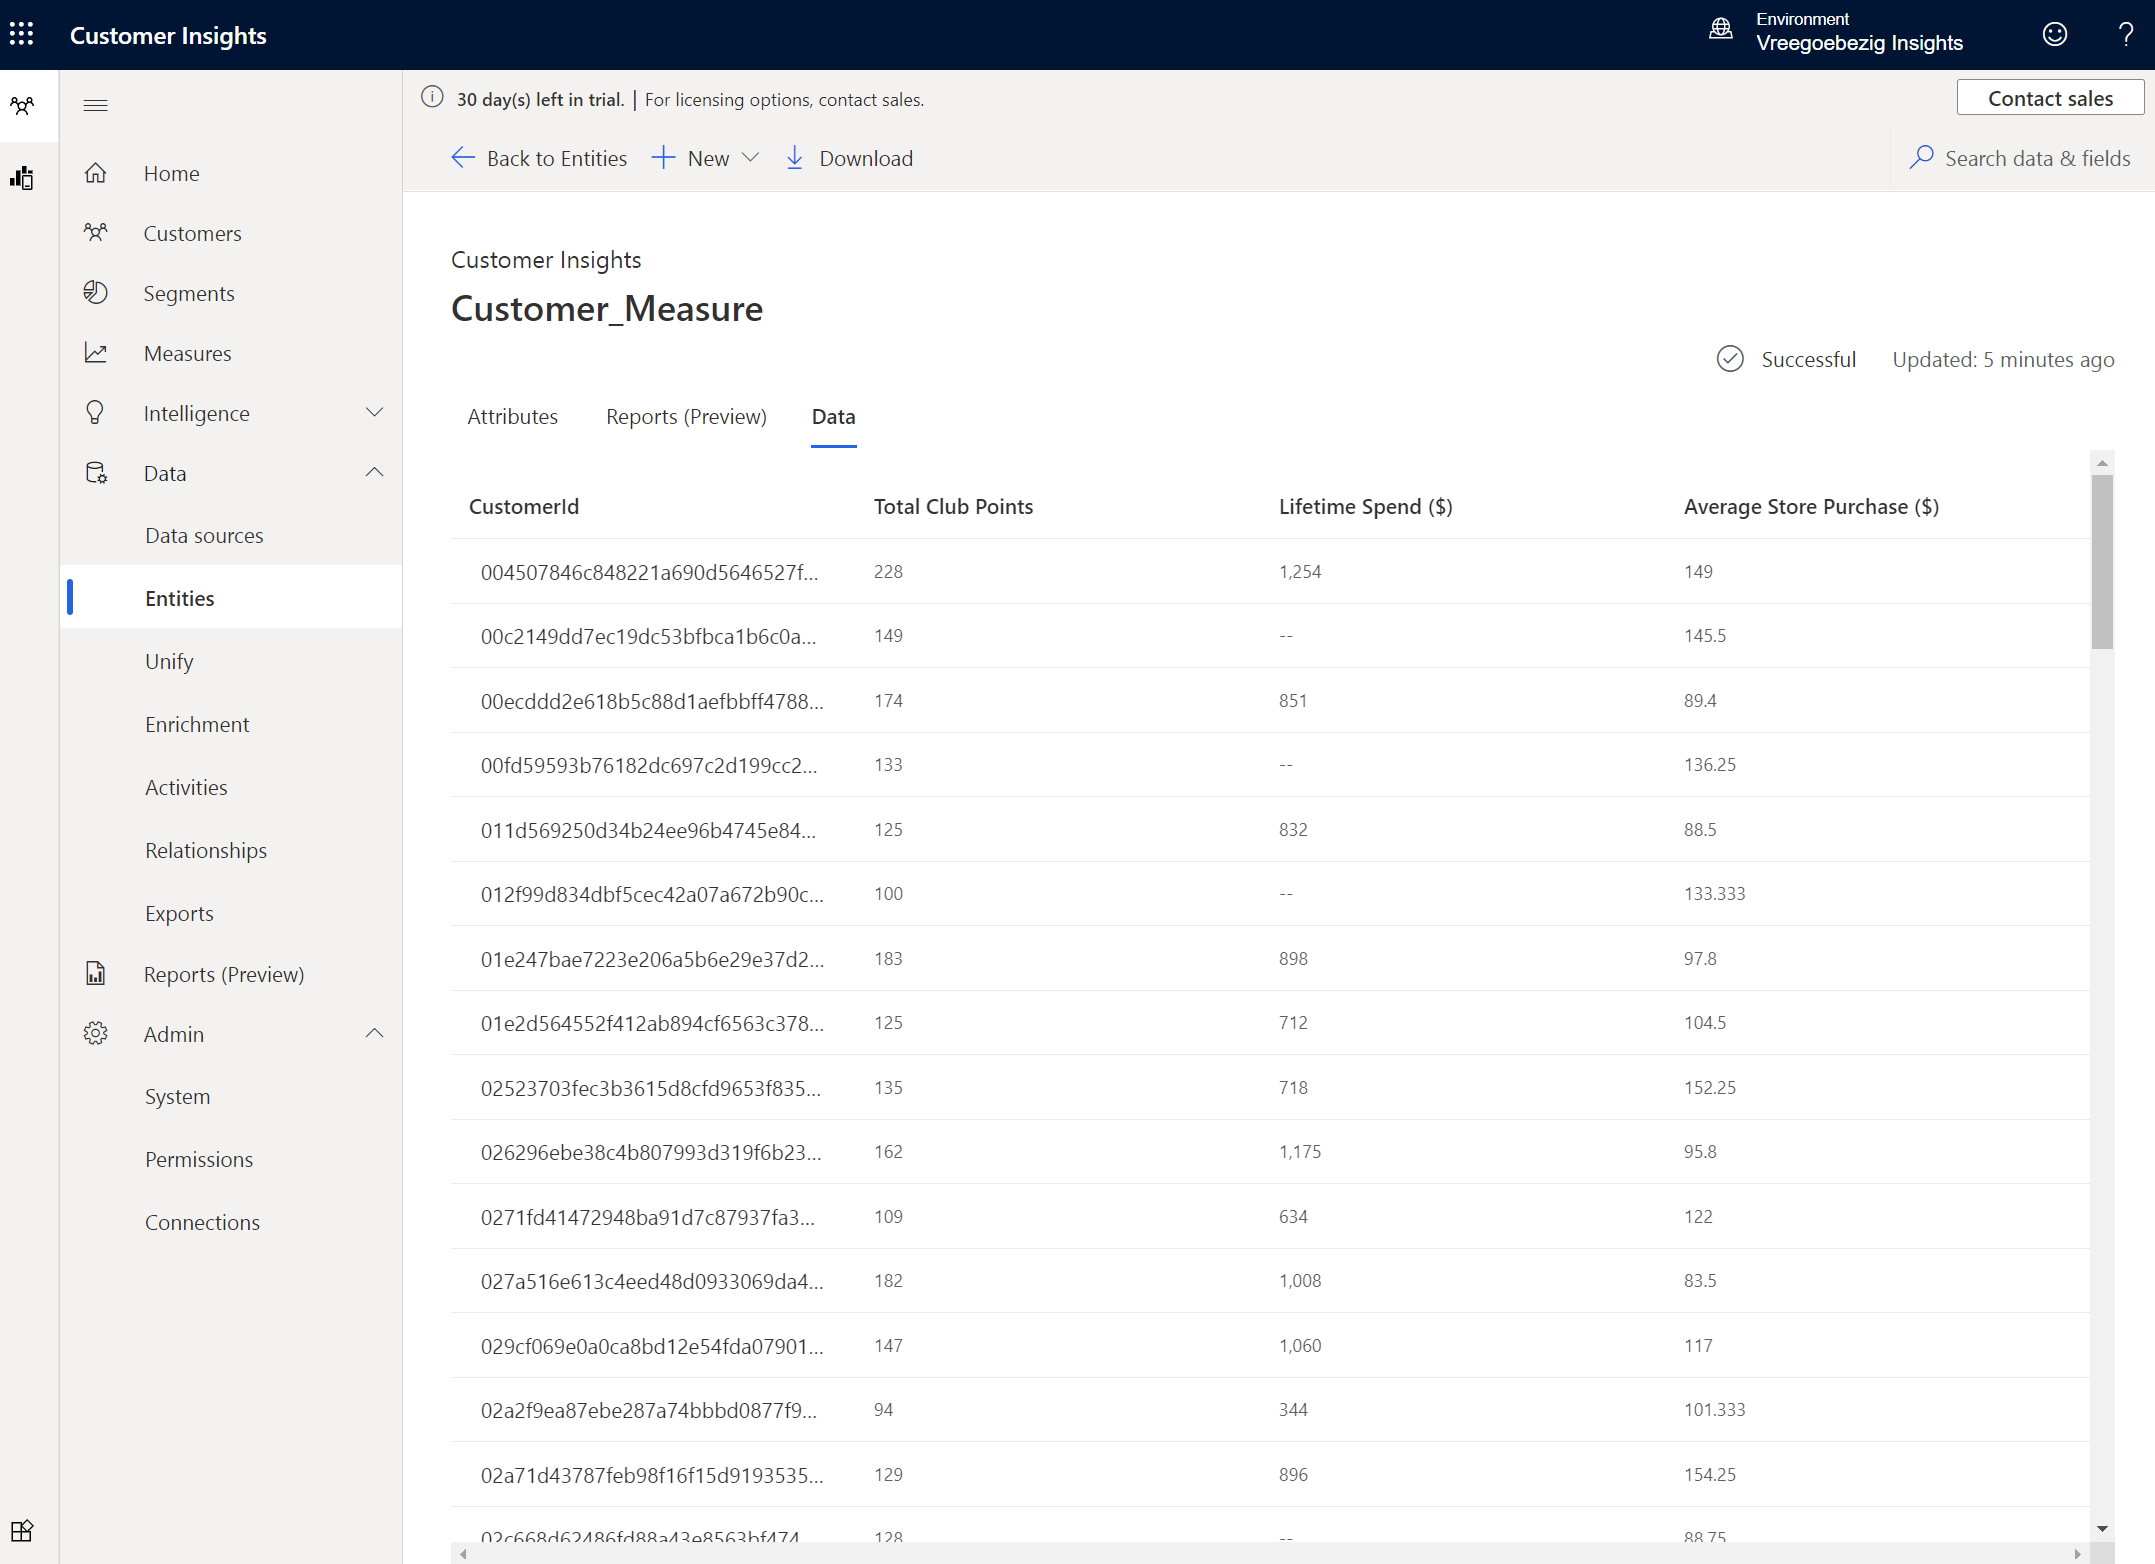 Customer Insights
Environment
Vreegoebezig Insights
?
30 day(s) left in trial. | For licensing options, contact sales.
Contact sales
Back to Entities
New
Download
Search data & fields
Home
Customers
Segments
Measures
Intelligence
Data
Data sources
Entities
Unify
Enrichment
Activities
Relationships
Exports
Reports (Preview)
Admin
System
Permissions
Connections
Customer Insights
Customer_Measure
Successful Updated: 5 minutes ago
Attributes Reports (Preview) Data
CustomerId Total Club Points Lifetime Spend ($) Average Store Purchase ($)
004507846c848221a690d5646527f... 228 1,254 149
00c2149dd7ec19dc53bfbca1b6c0a... 149 -- 145.5
00ecddd2e618b5c88d1aefbbff4788... 174 851 89.4
00fd59593b76182dc697c2d199cc2... 133 -- 136.25
011d569250d34b24ee96b4745e84... 125 832 88.5
012f99d834dbf5cec42a07a672b90c... 100 -- 133.333
01e247bae7223e206a5b6e29e37d2... 183 898 97.8
01e2d564552f412ab894cf6563c378... 125 712 104.5
02523703fec3b3615d8cfd9653f835... 135 718 152.25
026296ebe38c4b807993d319f6b23... 162 1,175 95.8
0271fd41472948ba91d7c87937fa3... 109 634 122
027a516e613c4eed48d0933069da4... 182 1,008 83.5
029cf069e0a0ca8bd12e54fda07901... 147 1,060 117
02a2f9ea87ebe287a74bbbd0877f9... 94 344 101.333
02a71d43787feb98f16f15d9193535... 129 896 154.25
02c668d62486fd88a43e8563bf474 128 -- 88.75